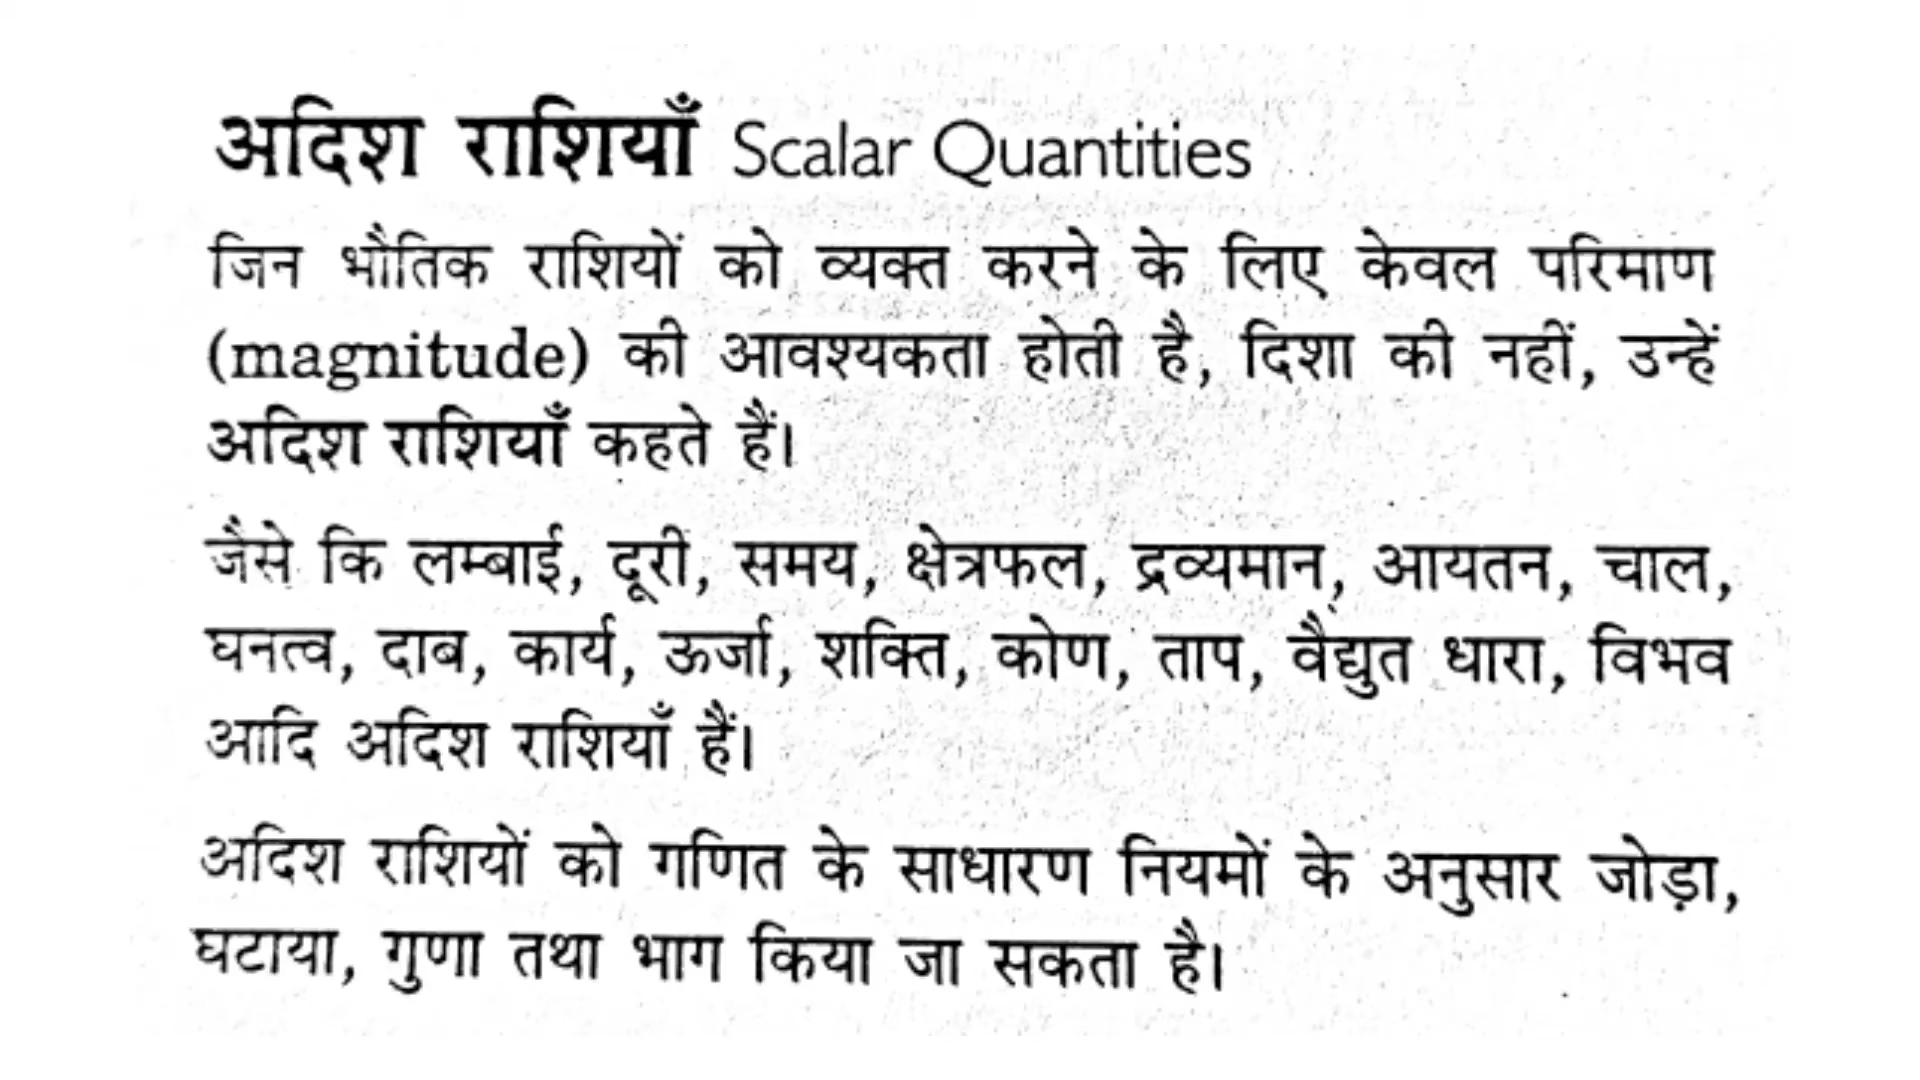 अदिश राशियाँ Scalar Quantities
जिन भौतिक राशियों को व्यक्त करने के लिए केवल परिमाण
(magnitude) की आवश्यकता होती है, दिशा की नहीं, उन्हें
अदिश राशियाँ कहते हैं।
जैसे कि लम्बाई, दूरी, समय, क्षेत्रफल, द्रव्यमान, आयतन, चाल,
घनत्व, दाब, कार्य, ऊर्जा, शक्ति, कोण, ताप, वैद्युत धारा, विभव
आदि अदिश राशियाँ हैं।
अदिश राशियों को गणित के साधारण नियमों के अनुसार जोड़ा,
घटाया, गुणा तथा भाग किया जा सकता है।